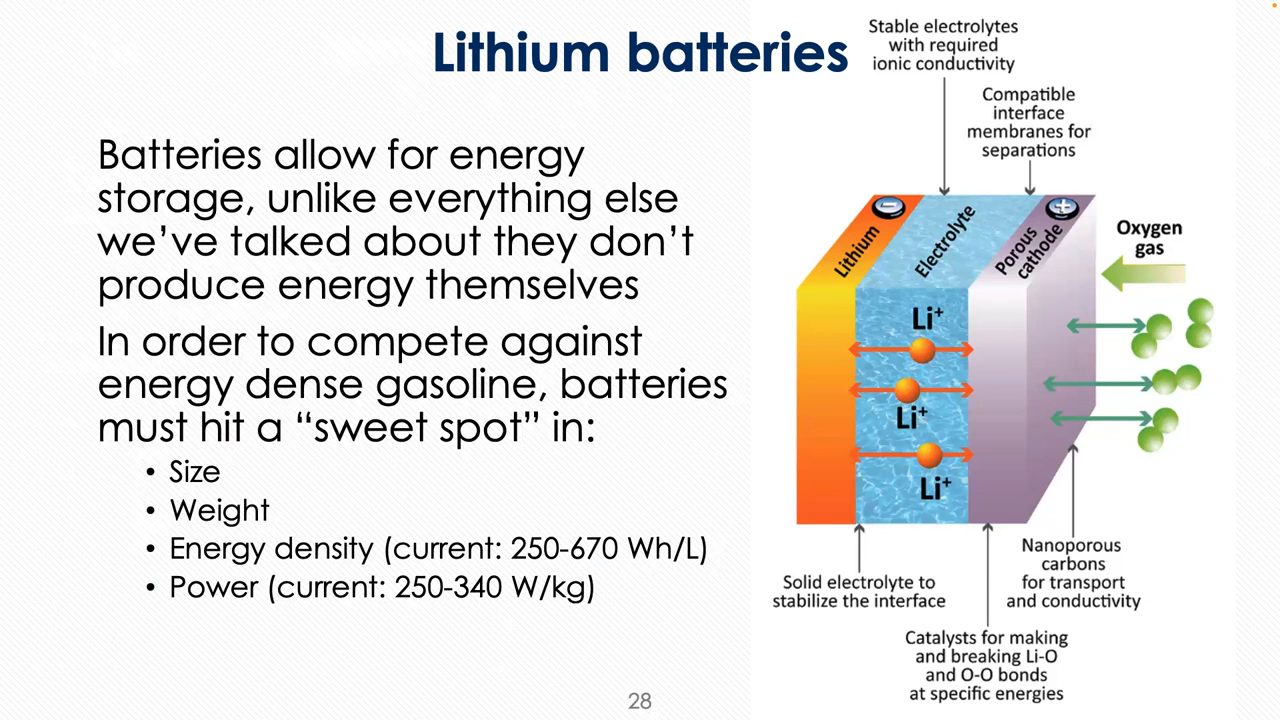 Lithium batteries
Batteries allow for energy
storage, unlike everything else
we’ve talked about they don’t
produce energy themselves
In order to compete against
energy dense gasoline, batteries
must hit a “sweet spot” in:
• Size
• Weight
• Energy density (current: 250-670 Wh/L)
• Power (current: 250-340 W/kg)
Stable electrolytes
with required
ionic conductivity
Compatible
interface
membranes for
separations
Lithium
−
Electrolyte
Porous
cathode
+
Oxygen
gas
Li⁺
Li⁺
Li⁺
Solid electrolyte to
stabilize the interface
Nanoporous
carbons
for transport
and conductivity
Catalysts for making
and breaking Li-O
and O-O bonds
at specific energies
28